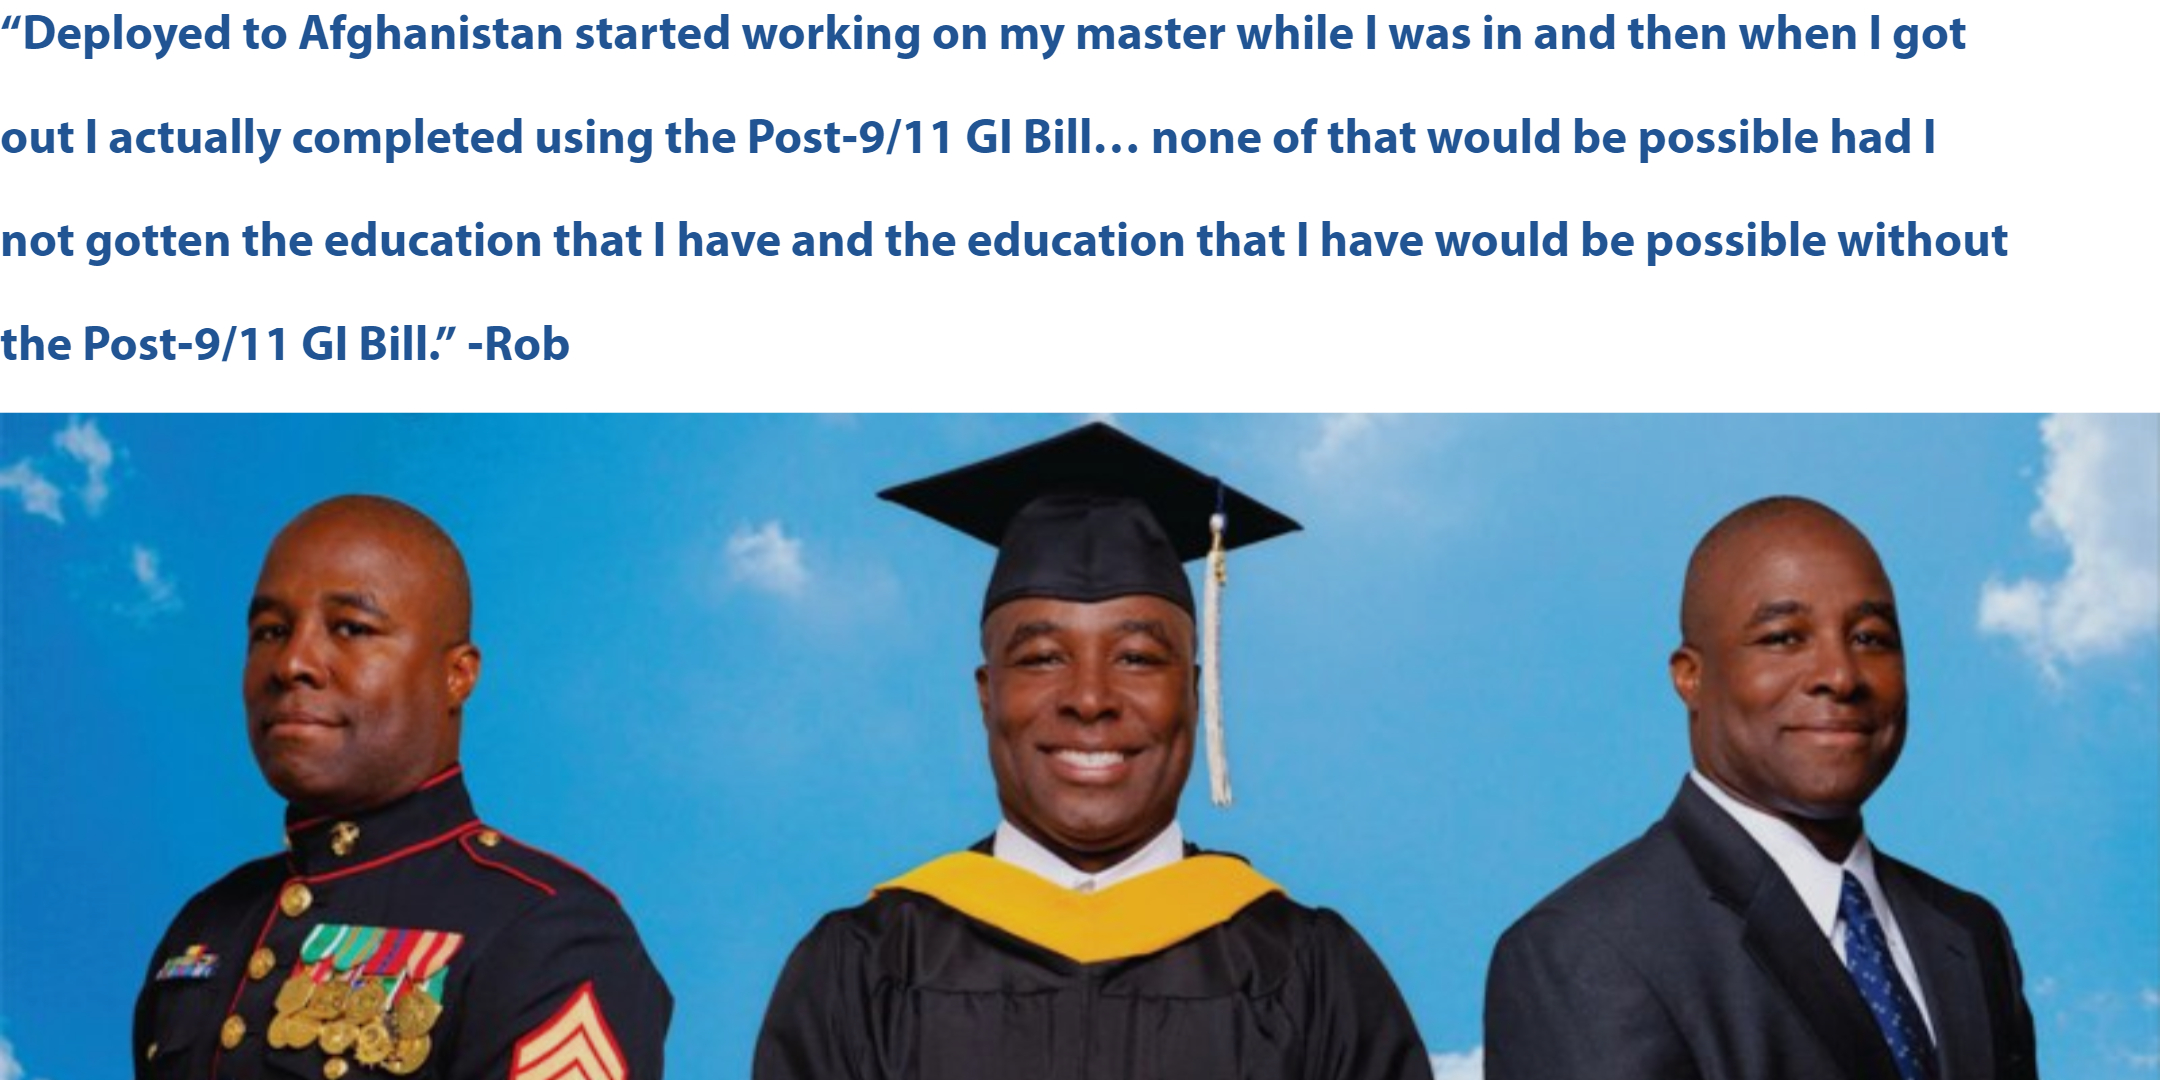 “Deployed to Afghanistan started working on my master while I was in and then when I got
out I actually completed using the Post-9/11 GI Bill… none of that would be possible had I
not gotten the education that I have and the education that I have would be possible without
the Post-9/11 GI Bill.” -Rob